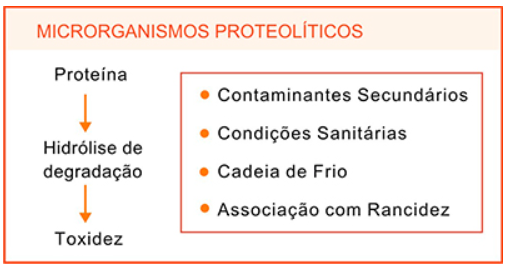 MICRORGANISMOS PROTEOLÍTICOS
Proteína
Hidrólise de
degradação
Toxidez
Contaminantes Secundários
Condições Sanitárias
Cadeia de Frio
Associação com Rancidez